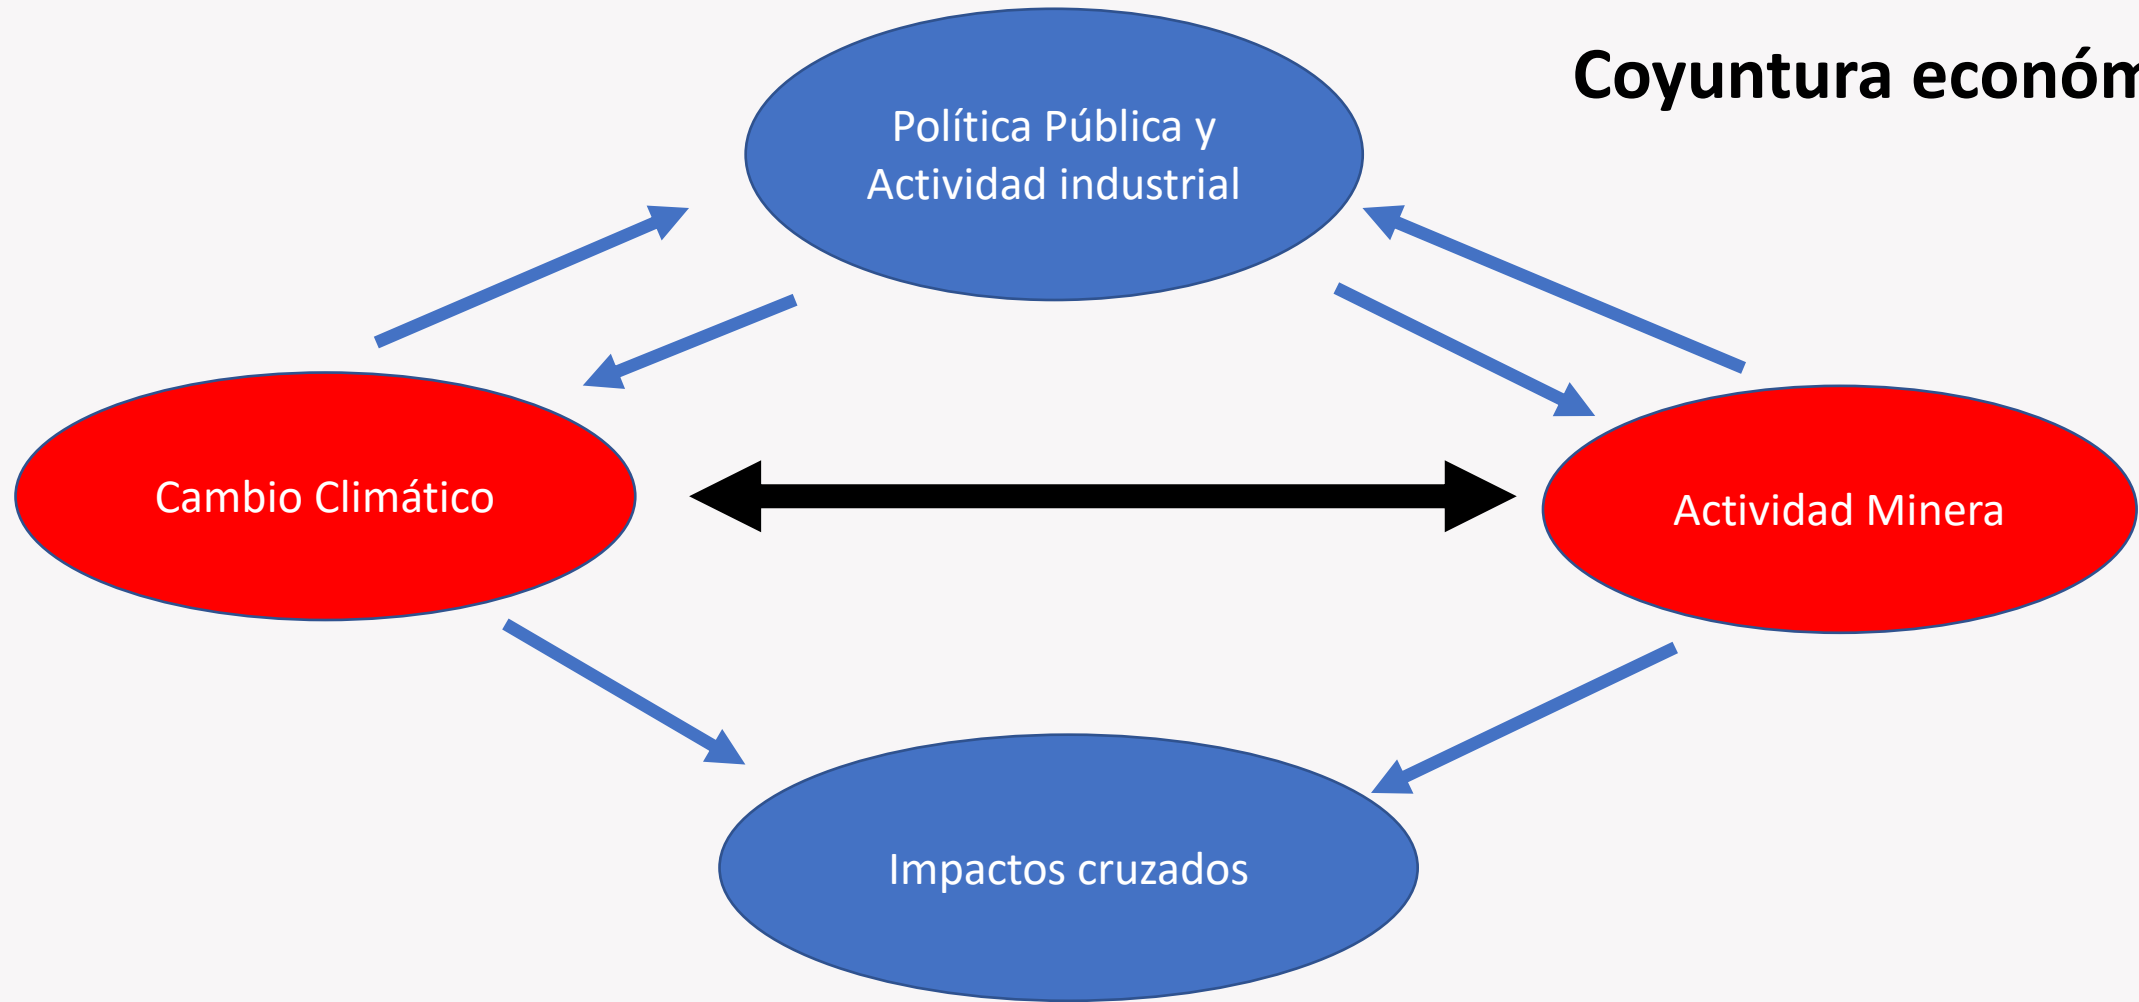 Coyuntura económ
Política Pública y
Actividad industrial
Cambio Climático
Actividad Minera
Impactos cruzados